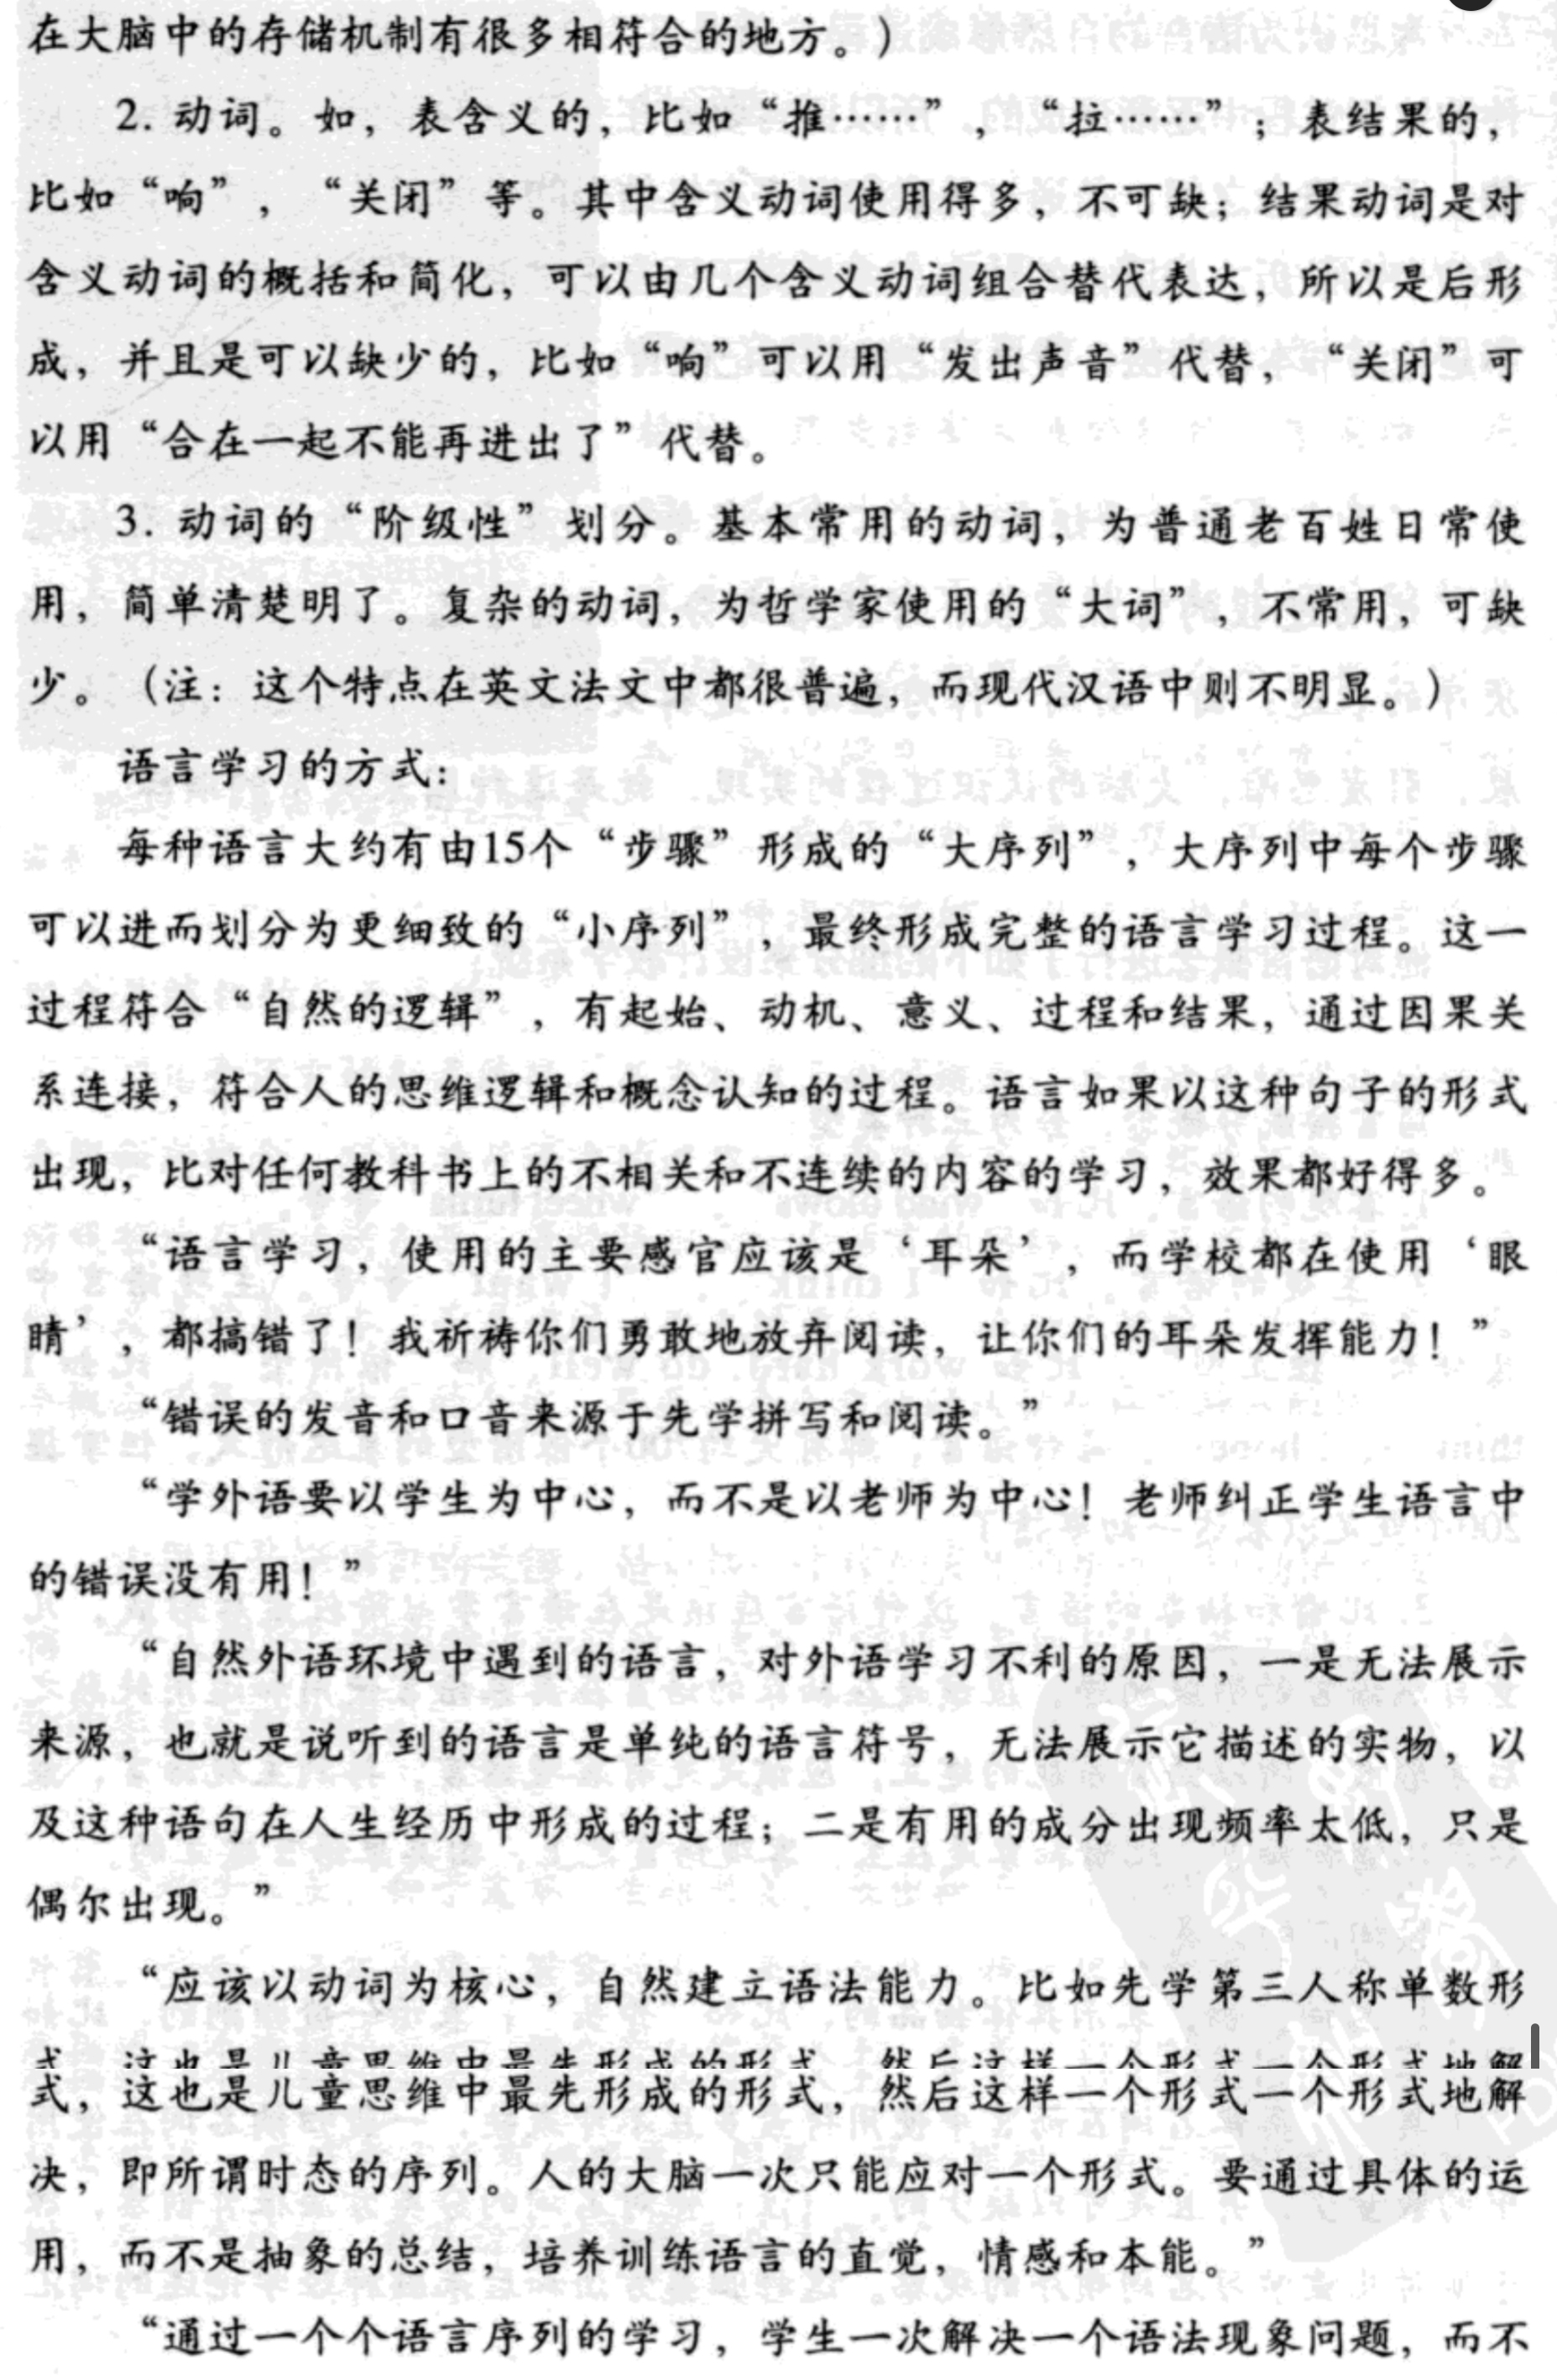 在大脑中的存储机制有很多相符合的地方。）
2. 动词。如，表含义的，比如“推……”，“拉……”；表结果的，
比如“响”，“关闭”等。其中含义动词使用得多，不可缺；结果动词是对
含义动词的概括和简化，可以由几个含义动词组合替代表达，所以是后形
成，并且是可以缺少的，比如“响”可以用“发出声音”代替，“关闭”可
以用“合在一起不能再进出了”代替。
3. 动词的“阶级性”划分。基本常用的动词，为普通老百姓日常使
用，简单清楚明了。复杂的动词，为哲学家使用的“大词”，不常用，可缺
少。（注：这个特点在英文法文中都很普遍，而现代汉语中则不明显。）
语言学习的方式：
每种语言大约有由15个“步骤”形成的“大序列”，大序列中每个步骤
可以进而划分为更细致的“小序列”，最终形成完整的语言学习过程。这一
过程符合“自然的逻辑”，有起始、动机、意义、过程和结果，通过因果关
系连接，符合人的思维逻辑和概念认知的过程。语言如果以这种句子的形式
出现，比对任何教科书上的不相关和不连续的内容的学习，效果都好得多。
“语言学习，使用的主要感官应该是‘耳朵’，而学校都在使用‘眼
睛’，都搞错了！我祈祷你们勇敢地放弃阅读，让你们的耳朵发挥能力！”
“错误的发音和口音来源于先学拼写和阅读。”
“学外语要以学生为中心，而不是以老师为中心！老师纠正学生语言中
的错误没有用！”
“自然外语环境中遇到的语言，对外语学习不利的原因，一是无法展示
来源，也就是说听到的语言是单纯的语言符号，无法展示它描述的实物，以
及这种语句在人生经历中形成的过程；二是有用的成分出现频率太低，只是
偶尔出现。”
“应该以动词为核心，自然建立语法能力。比如先学第三人称单数形
式，这也是儿童思维中最先形成的形式，然后这样一个形式一个形式地解
决，即所谓时态的序列。人的大脑一次只能应对一个形式。要通过具体的运
用，而不是抽象的总结，培养训练语言的直觉，情感和本能。”
“通过一个个语言序列的学习，学生一次解决一个语法现象问题，而不